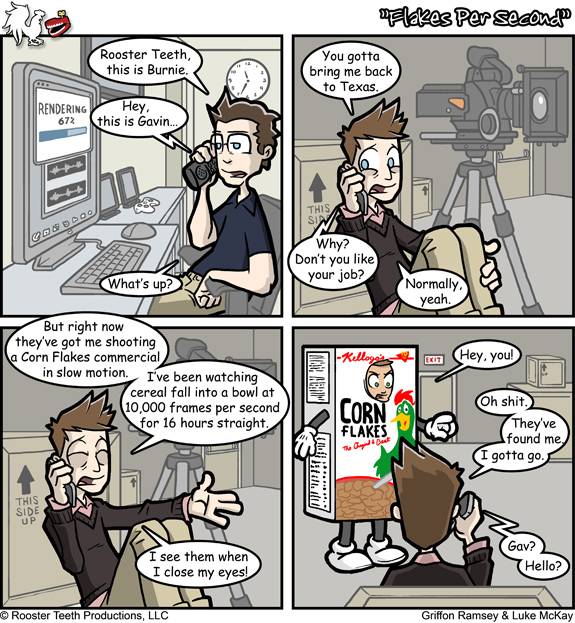 "Flakes Per Second"
Rooster Teeth,
this is Burnie.
Hey,
this is Gavin...
RENDERING
67%
What's up?
You gotta
bring me back
to Texas.
THIS
SIDE
Why?
Don't you like
your job?
Normally,
yeah.
But right now
they've got me shooting
a Corn Flakes commercial
in slow motion.
I've been watching
cereal fall into a bowl at
10,000 frames per second
for 16 hours straight.
THIS
SIDE
UP
I see them when
I close my eyes!
Kellogg's
EXIT
Hey, you!
CORN
FLAKES
The Original & Best
Oh shit.
They've
found me.
I gotta go.
Gav?
Hello?
© Rooster Teeth Productions, LLC
Griffon Ramsey & Luke McKay